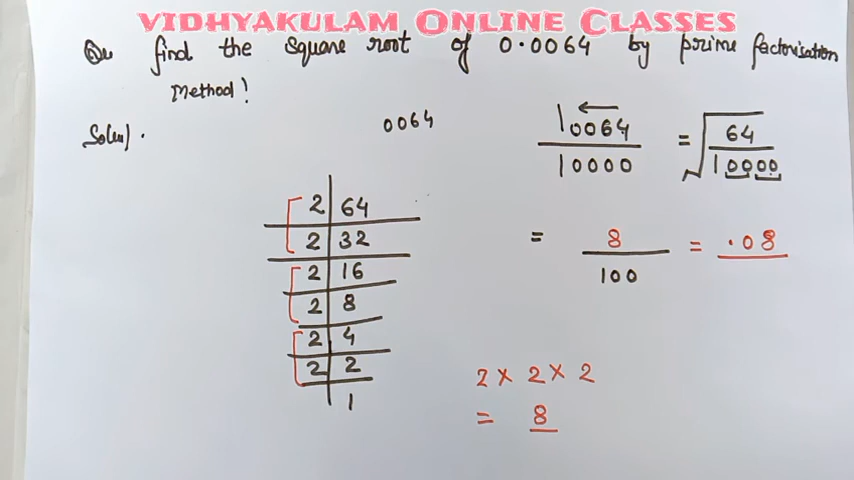 VIDHYAKULAM ONLINE CLASSES
Qu find the square root of 0.0064 by prime factorisation
Method!
Soln).
0064
10064 / 10000 = √64 / 10000
= 8 / 100 = .08
2 | 64
2 | 32
2 | 16
2 | 8
2 | 4
2 | 2
1
2 × 2 × 2
= 8